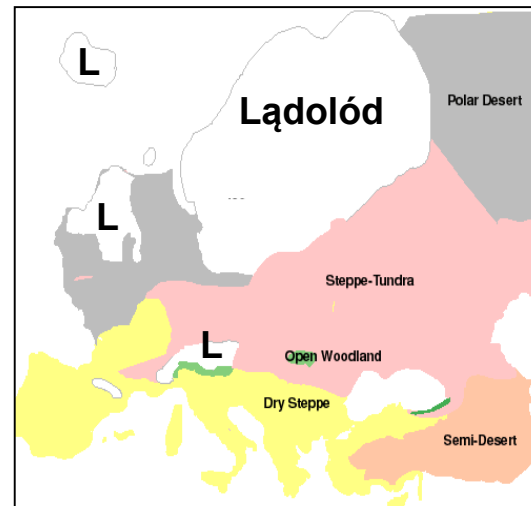 L
Lądolód
Polar Desert
L
Steppe-Tundra
L
Open Woodland
Dry Steppe
Semi-Desert